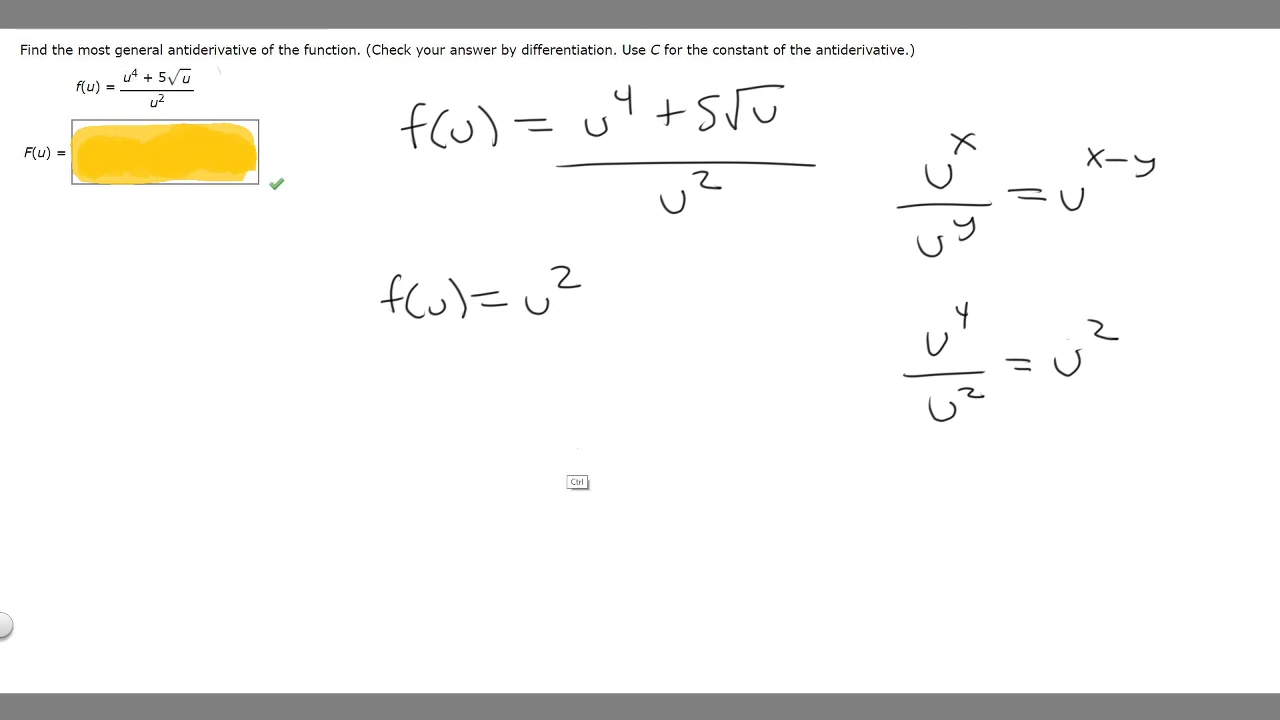 Find the most general antiderivative of the function. (Check your answer by differentiation. Use C for the constant of the antiderivative.)
f(u) = u⁴ + 5√u / u²
F(u) =
f(u) = u⁴ + 5√u / u²
uˣ / uʸ = uˣ⁻ʸ
f(u) = u²
u⁴ / u² = u²
Ctrl